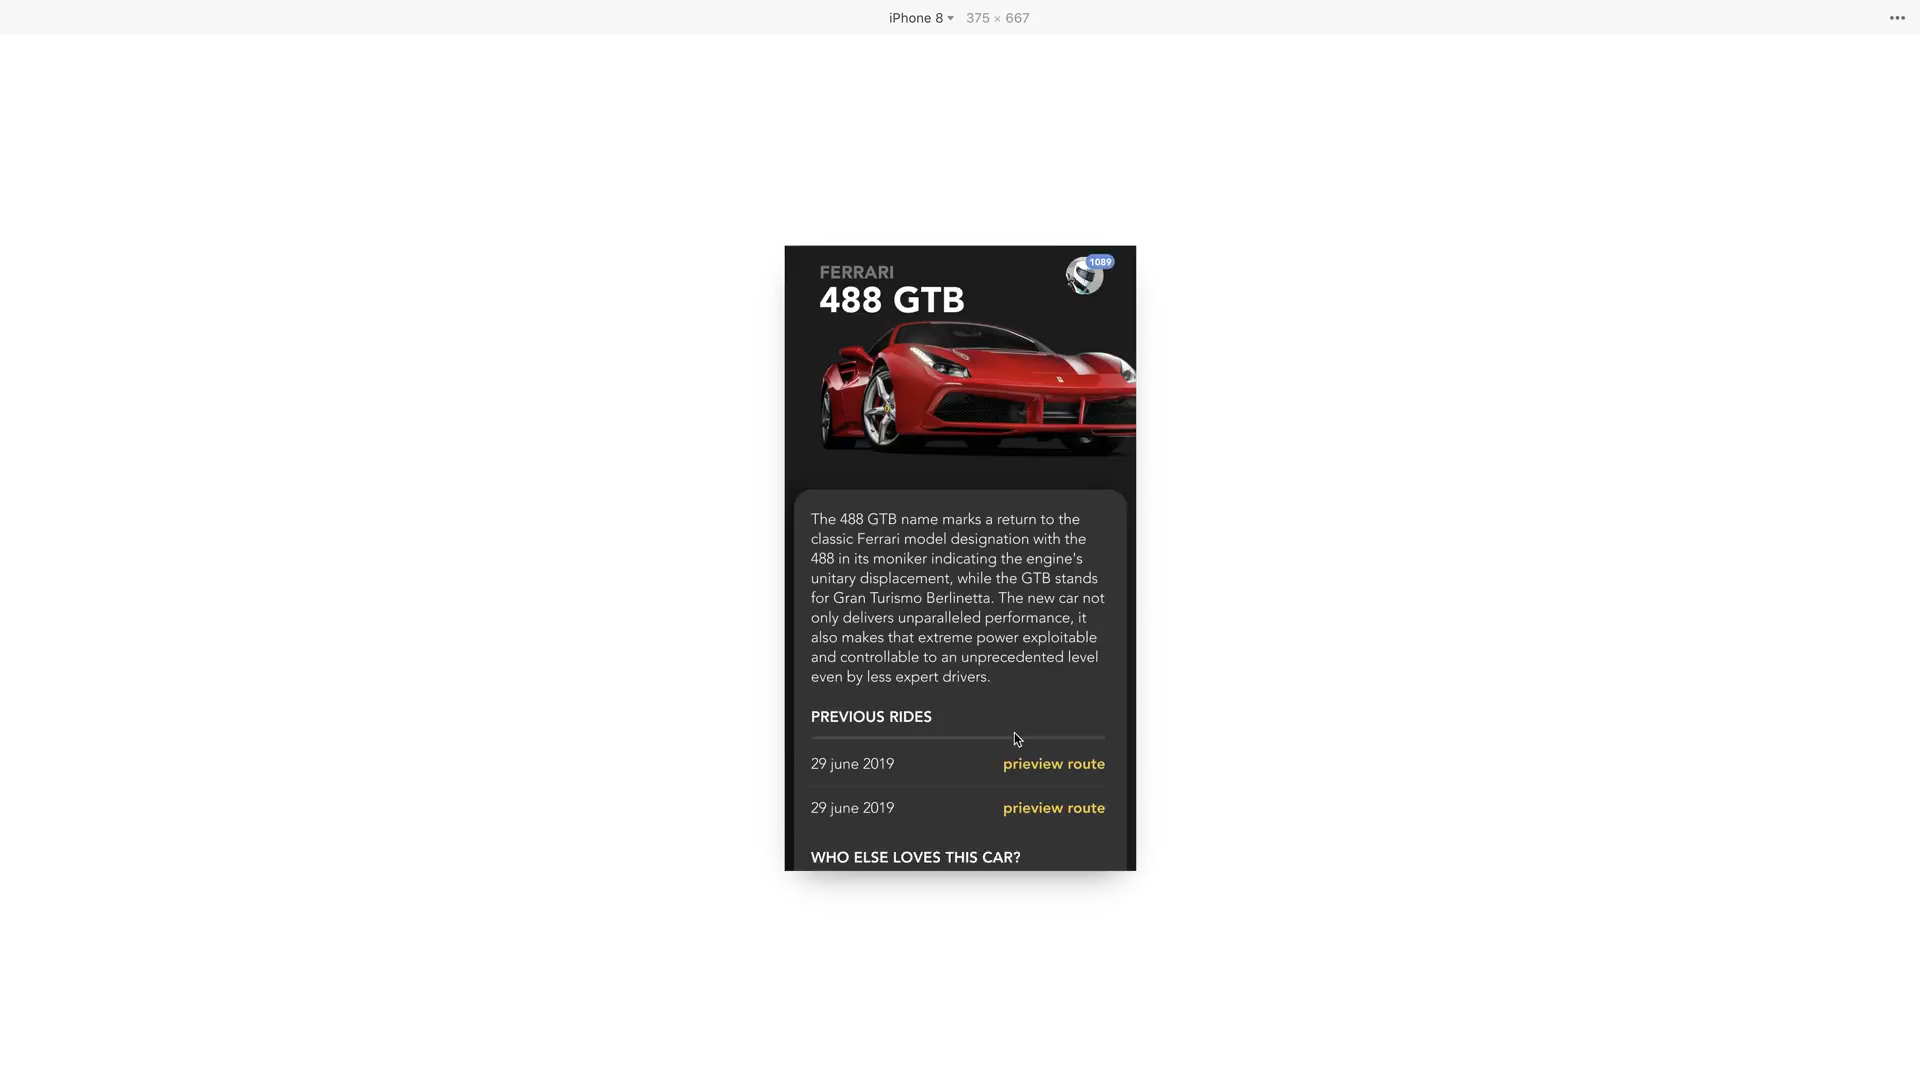 iPhone 8 375 × 667
FERRARI
1089
488 GTB
The 488 GTB name marks a return to the
classic Ferrari model designation with the
488 in its moniker indicating the engine's
unitary displacement, while the GTB stands
for Gran Turismo Berlinetta. The new car not
only delivers unparalleled performance, it
also makes that extreme power exploitable
and controllable to an unprecedented level
even by less expert drivers.
PREVIOUS RIDES
29 june 2019 prieview route
29 june 2019 prieview route
WHO ELSE LOVES THIS CAR?